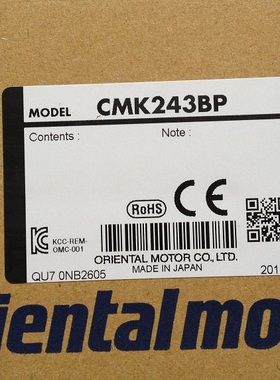 MODEL CMK243BP
Contents : Note :
RoHS
KCC-REM-
OMC-001
ORIENTAL MOTOR CO., LTD.
QU7 0NB2605 MADE IN JAPAN 201
iental mo